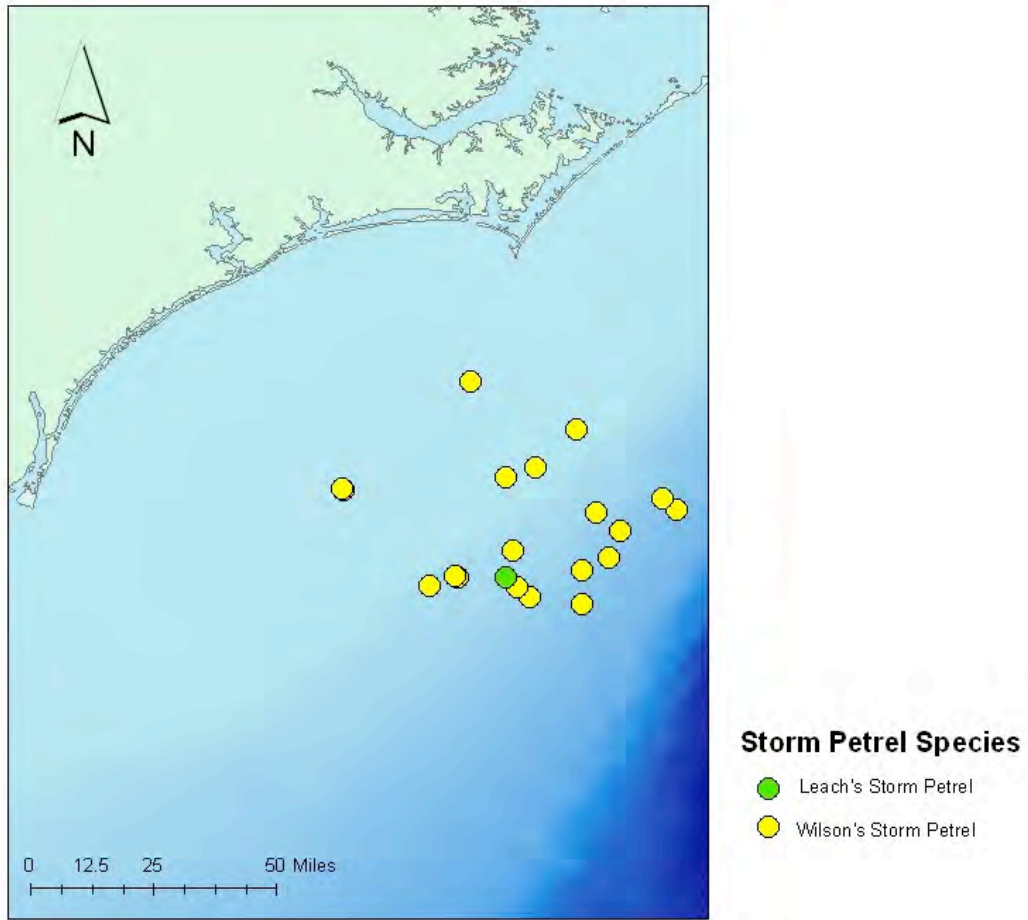 N
0 12.5 25 50 Miles
Storm Petrel Species
Leach's Storm Petrel
Wilson's Storm Petrel